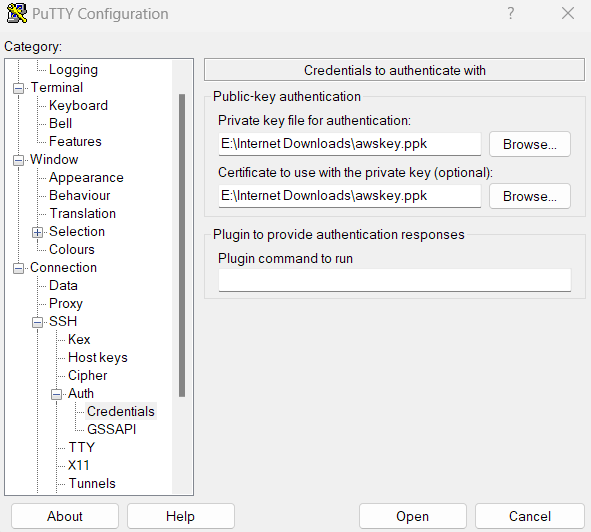 PuTTY Configuration
?
Category:
Logging
Terminal
Keyboard
Bell
Features
Window
Appearance
Behaviour
Translation
Selection
Colours
Connection
Data
Proxy
SSH
Kex
Host keys
Cipher
Auth
Credentials
GSSAPI
TTY
X11
Tunnels
Credentials to authenticate with
Public-key authentication
Private key file for authentication:
E:\Internet Downloads\awskey.ppk
Browse...
Certificate to use with the private key (optional):
E:\Internet Downloads\awskey.ppk
Browse...
Plugin to provide authentication responses
Plugin command to run
About
Help
Open
Cancel